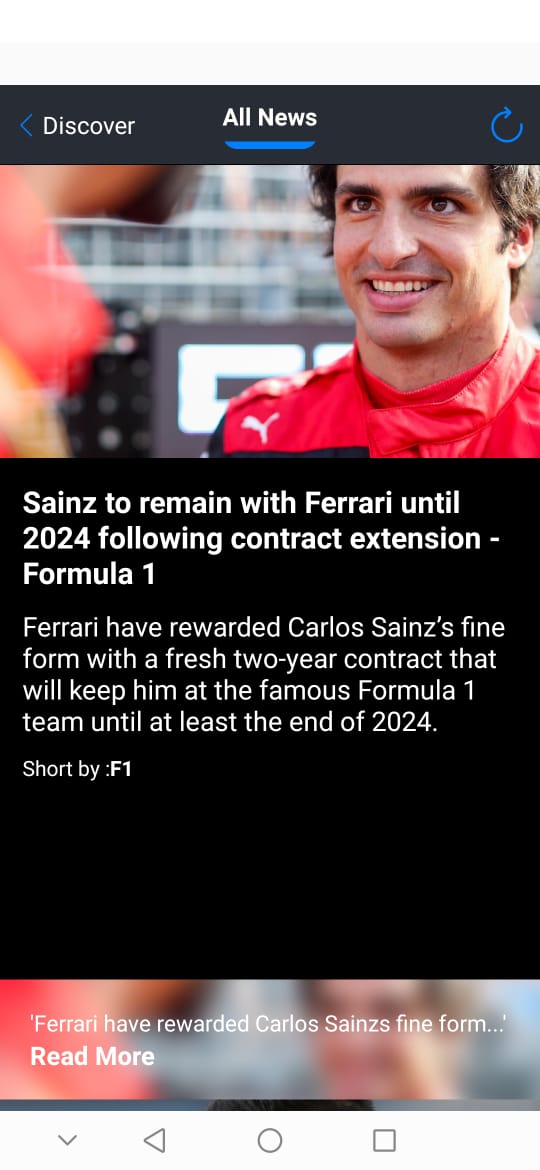 Discover
All News
Sainz to remain with Ferrari until
2024 following contract extension -
Formula 1
Ferrari have rewarded Carlos Sainz’s fine
form with a fresh two-year contract that
will keep him at the famous Formula 1
team until at least the end of 2024.
Short by :F1
'Ferrari have rewarded Carlos Sainzs fine form...'
Read More